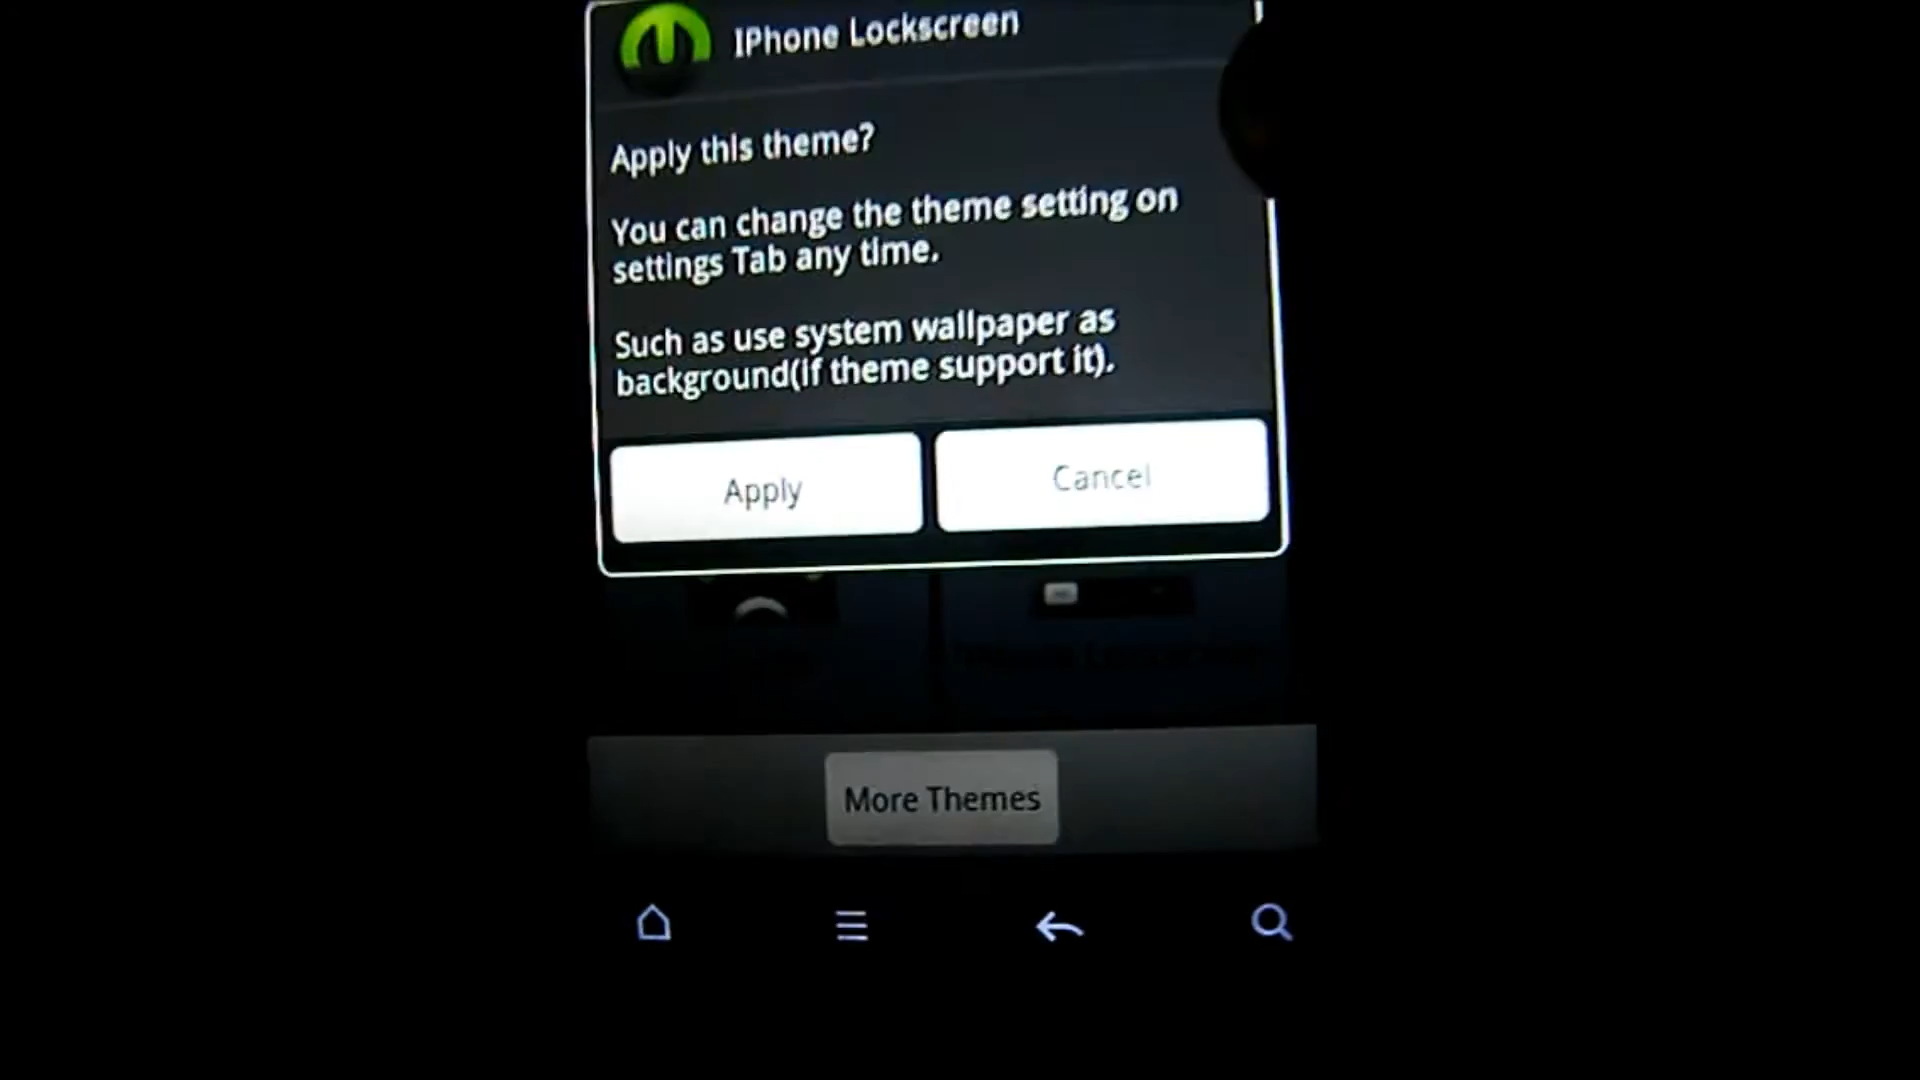 IPhone Lockscreen
Apply this theme?
You can change the theme setting on
settings Tab any time.
Such as use system wallpaper as
background(if theme support it).
Apply
Cancel
More Themes